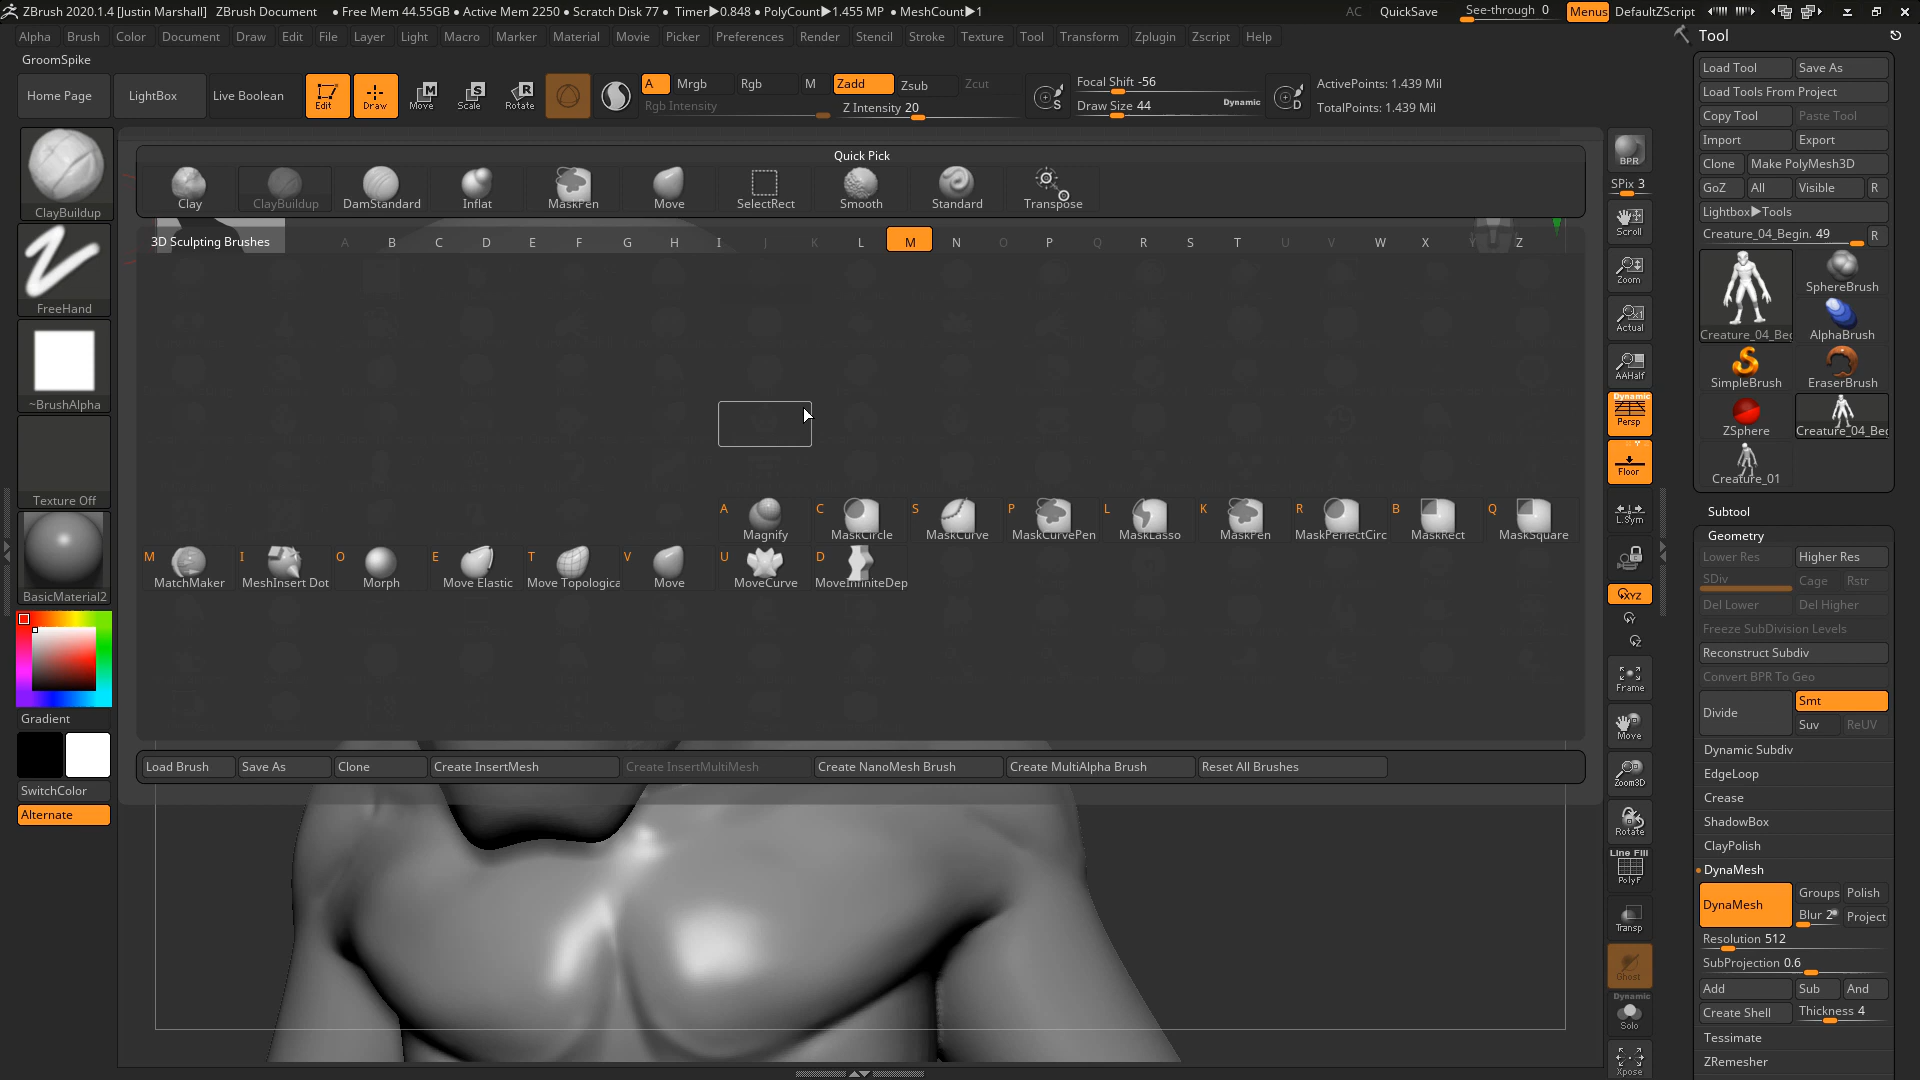 ZBrush 2020.1.4 [Justin Marshall] ZBrush Document ● Free Mem 44.55GB ● Active Mem 2250 ● Scratch Disk 77 ● Timer▶0.848 ● PolyCount▶1.455 MP ● MeshCount▶1 AC QuickSave See-through 0 Menus DefaultZScript
Alpha Brush Color Document Draw Edit File Layer Light Macro Marker Material Movie Picker Preferences Render Stencil Stroke Texture Tool Transform Zplugin Zscript Help
GroomSpike
Home Page LightBox Live Boolean Edit Draw Move Scale Rotate
A Mrgb Rgb M Zadd Zsub Zcut
Rgb Intensity Z Intensity 20
S Focal Shift -56
Draw Size 44 Dynamic D
ActivePoints: 1.439 Mil
TotalPoints: 1.439 Mil
ClayBuildup
FreeHand
~BrushAlpha
Texture Off
BasicMaterial2
Gradient
SwitchColor
Alternate
Quick Pick
Clay ClayBuildup DamStandard Inflat MaskPen Move SelectRect Smooth Standard Transpose
3D Sculpting Brushes A B C D E F G H I J K L M N O P Q R S T U V W X Y Z
A Magnify C MaskCircle S MaskCurve P MaskCurvePen L MaskLasso K MaskPen R MaskPerfectCirc B MaskRect Q MaskSquare
M MatchMaker I MeshInsert Dot O Morph E Move Elastic T Move Topologica V Move U MoveCurve D MoveInfiniteDep
Load Brush Save As Clone Create InsertMesh Create InsertMultiMesh Create NanoMesh Brush Create MultiAlpha Brush Reset All Brushes
BPR
SPix 3
Scroll
Zoom
Actual
AAHalf
Dynamic
Persp
Floor
L.Sym
XYZ
Y
Z
Frame
Move
Zoom3D
Rotate
Line Fill
PolyF
Transp
Ghost
Dynamic
Solo
Xpose
Tool
Load Tool Save As
Load Tools From Project
Copy Tool Paste Tool
Import Export
Clone Make PolyMesh3D
GoZ All Visible R
Lightbox▶Tools
Creature_04_Begin. 49 R
Creature_04_Beg SphereBrush
AlphaBrush
SimpleBrush EraserBrush
ZSphere Creature_04_Beg
Creature_01
Subtool
Geometry
Lower Res Higher Res
SDiv Cage Rstr
Del Lower Del Higher
Freeze SubDivision Levels
Reconstruct Subdiv
Convert BPR To Geo
Divide Smt
Suv ReUV
Dynamic Subdiv
EdgeLoop
Crease
ShadowBox
ClayPolish
DynaMesh
DynaMesh Groups Polish
Blur 2 Project
Resolution 512
SubProjection 0.6
Add Sub And
Create Shell Thickness 4
Tessimate
ZRemesher